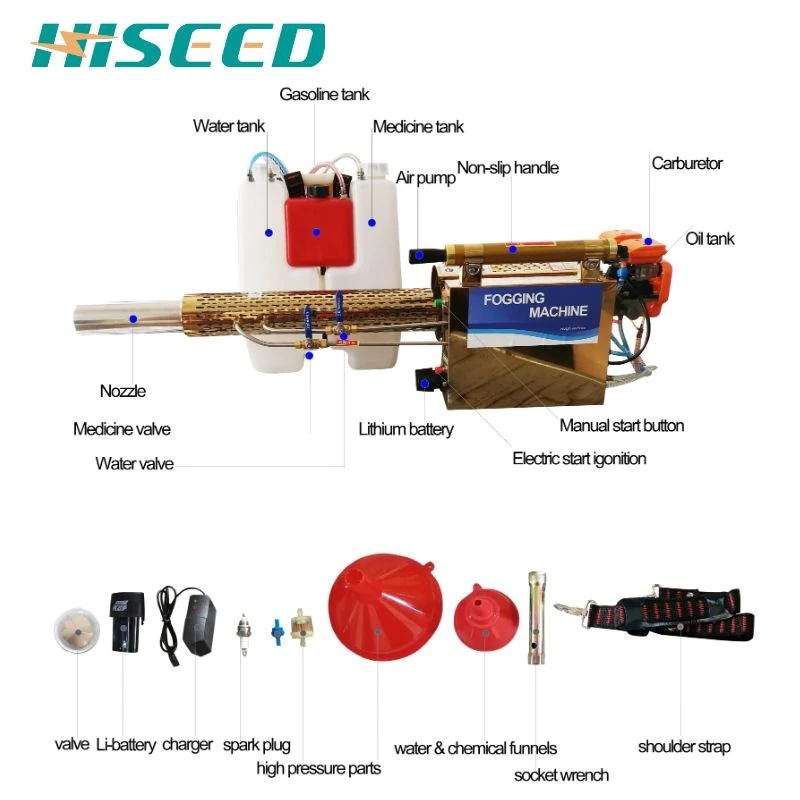 HISEED
Gasoline tank
Water tank
Medicine tank
Air pump
Non-slip handle
Carburetor
Oil tank
FOGGING
MACHINE
Nozzle
Medicine valve
Lithium battery
Manual start button
Water valve
Electric start igonition
valve
Li-battery
charger
spark plug
high pressure parts
water & chemical funnels
socket wrench
shoulder strap